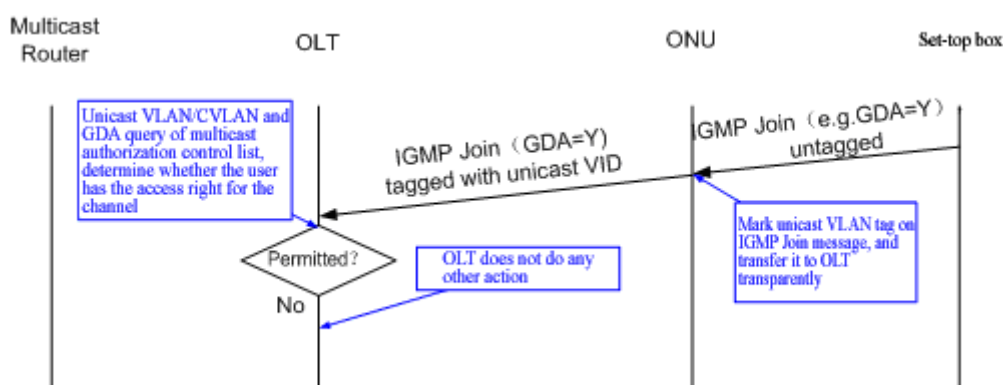 Multicast
Router
OLT
ONU
Set-top box
Unicast VLAN/CVLAN and
GDA query of multicast
authorization control list,
determine whether the user
has the access right for the
channel
IGMP Join（GDA=Y)
tagged with unicast VID
IGMP Join（e.g.GDA=Y）
untagged
Mark unicast VLAN tag on
IGMP Join message, and
transfer it to OLT
transparently
Permitted?
OLT does not do any
other action
No